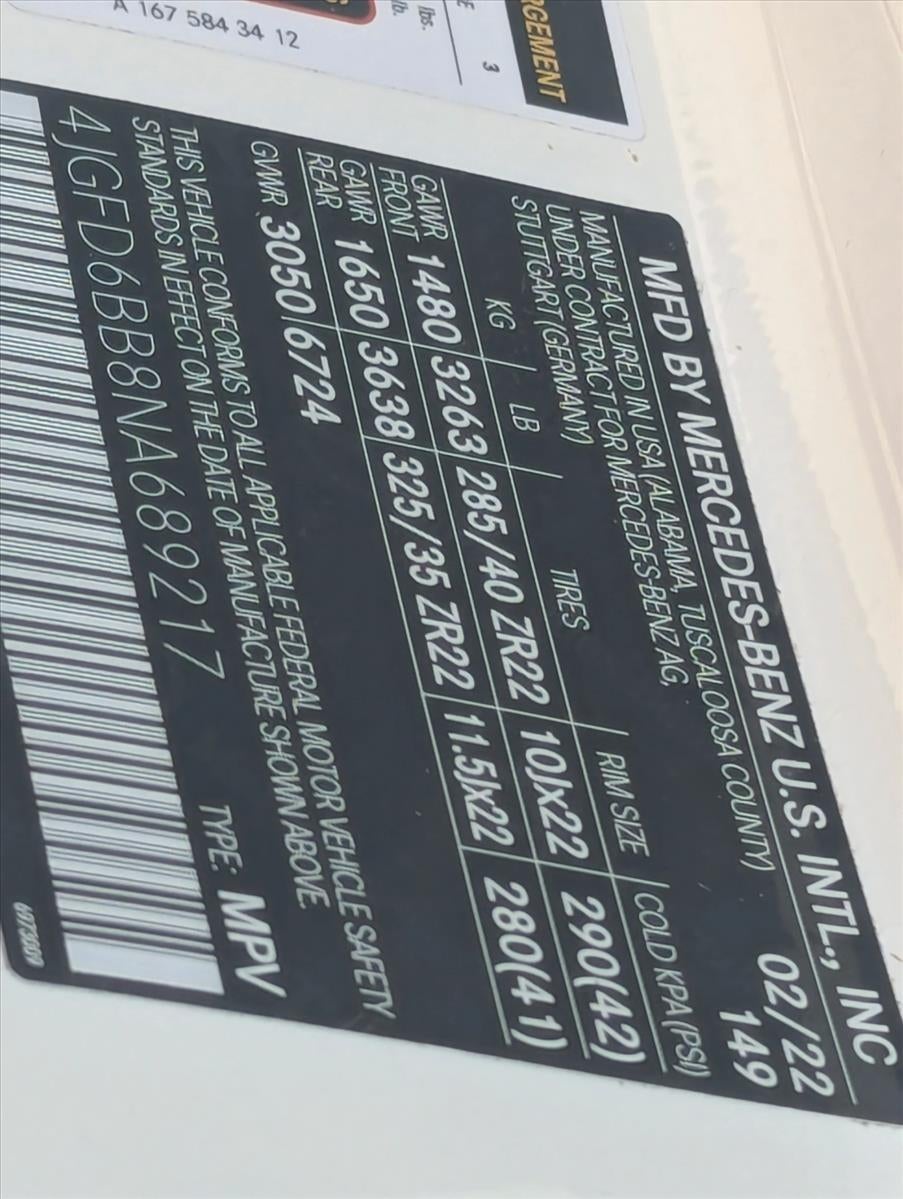 RGEMENT
E
3
lbs.
lb.
A 167 584 34 12
MFD BY MERCEDES-BENZ U.S. INTL., INC
MANUFACTURED IN USA (ALABAMA, TUSCALOOSA COUNTY) 02/22
UNDER CONTRACT FOR MERCEDES-BENZ AG, 149
STUTTGART (GERMANY)
KG LB TIRES RIM SIZE COLD KPA(PSI)
GAWR FRONT 1480 3263 285/40 ZR22 10Jx22 290(42)
GAWR REAR 1650 3638 325/35 ZR22 11.5Jx22 280(41)
GVWR 3050 6724
THIS VEHICLE CONFORMS TO ALL APPLICABLE FEDERAL MOTOR VEHICLE SAFETY
STANDARDS IN EFFECT ON THE DATE OF MANUFACTURE SHOWN ABOVE.
4JGFD6BB8NA689217 TYPE: MPV